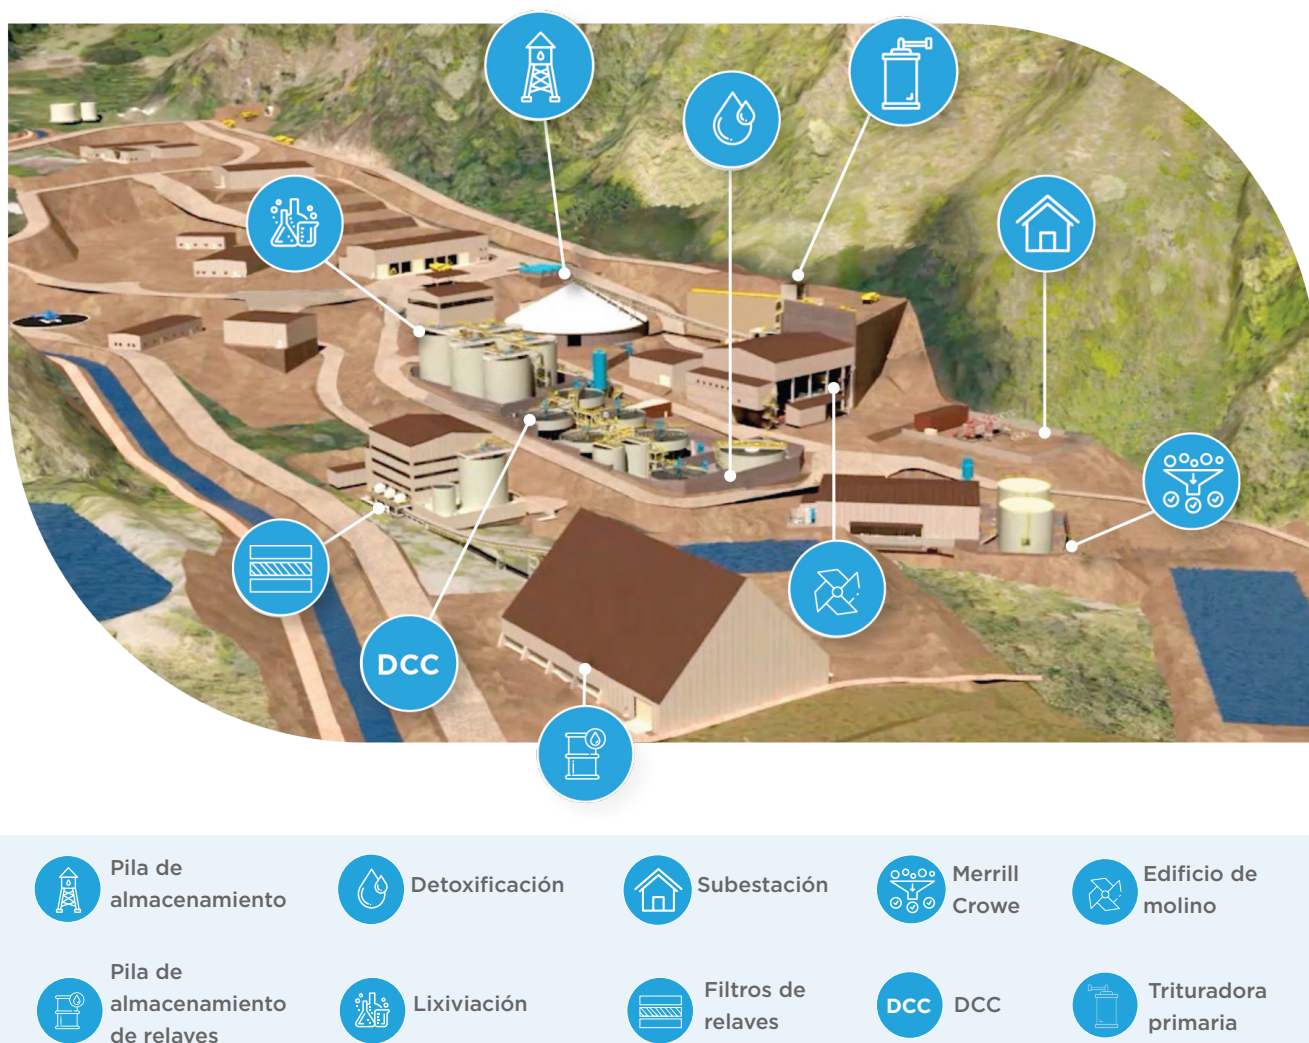 DCC
Pila de
almacenamiento
Detoxificación
Subestación
Merrill
Crowe
Edificio de
molino
Pila de
almacenamiento
de relaves
Lixiviación
Filtros de
relaves
DCC
DCC
Trituradora
primaria